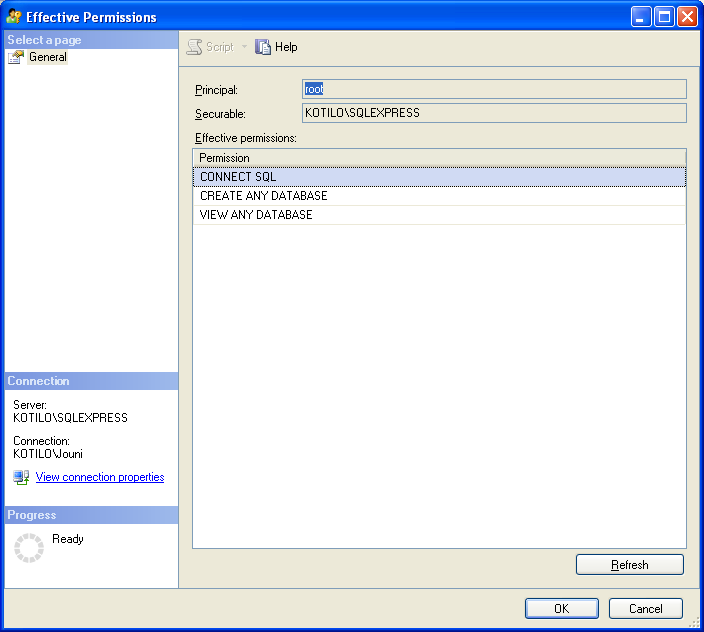 Effective Permissions
Select a page
General
Script
Help
Principal:
root
Securable:
KOTILO\SQLEXPRESS
Effective permissions:
Permission
CONNECT SQL
CREATE ANY DATABASE
VIEW ANY DATABASE
Connection
Server:
KOTILO\SQLEXPRESS
Connection:
KOTILO\Jouni
View connection properties
Progress
Ready
Refresh
OK
Cancel